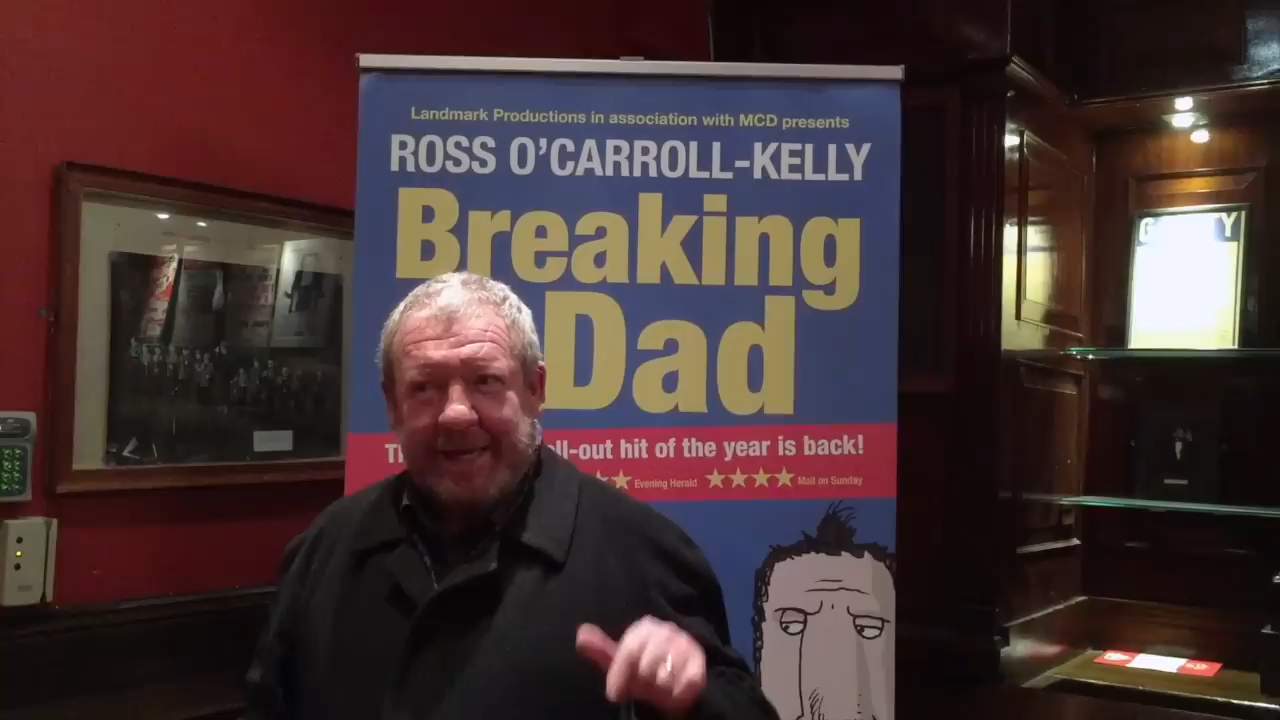 Landmark Productions in association with MCD presents
ROSS O'CARROLL-KELLY
Breaking
Dad
ll-out hit of the year is back!
Evening Herald
Mail on Sunday